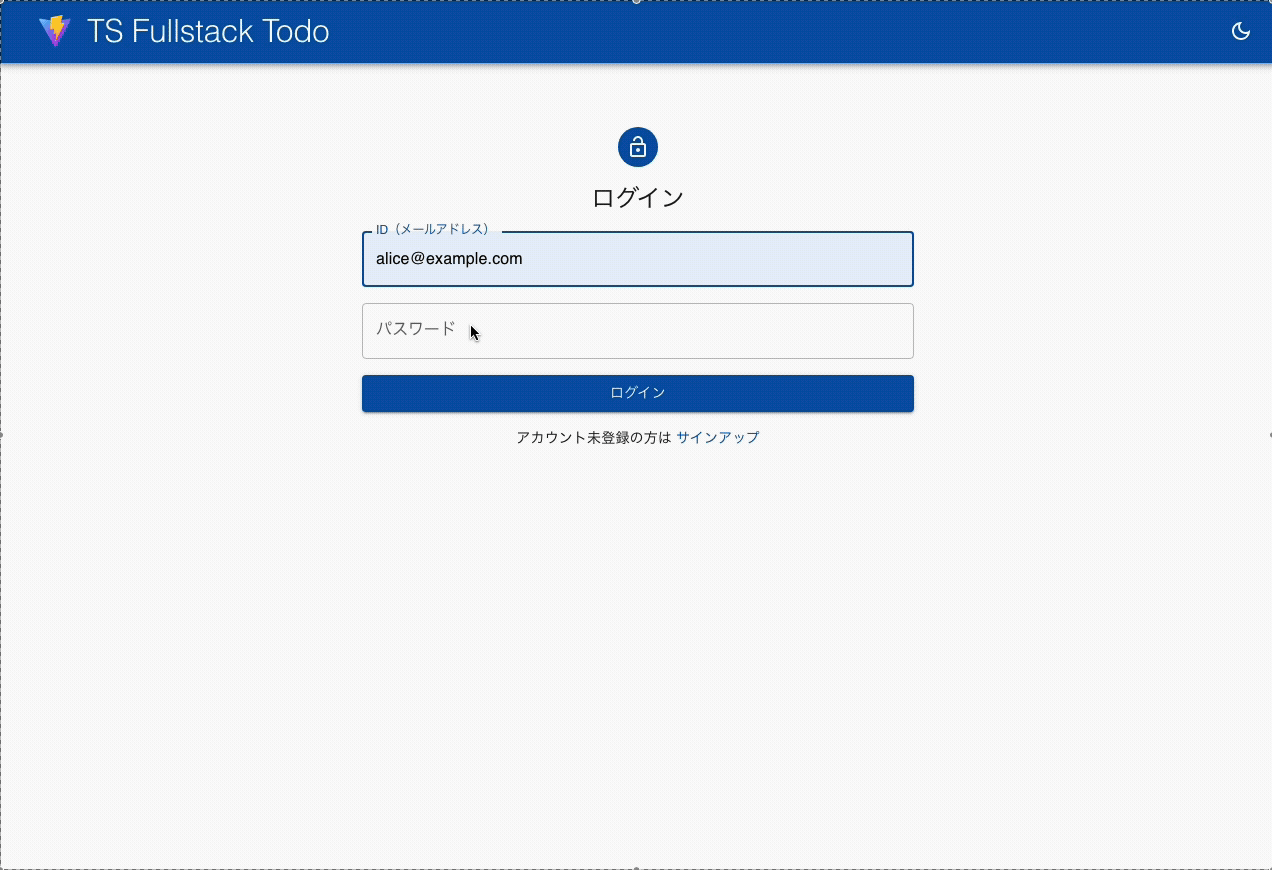 TS Fullstack Todo
ログイン
ID（メールアドレス）
alice@example.com
パスワード
ログイン
アカウント未登録の方は サインアップ